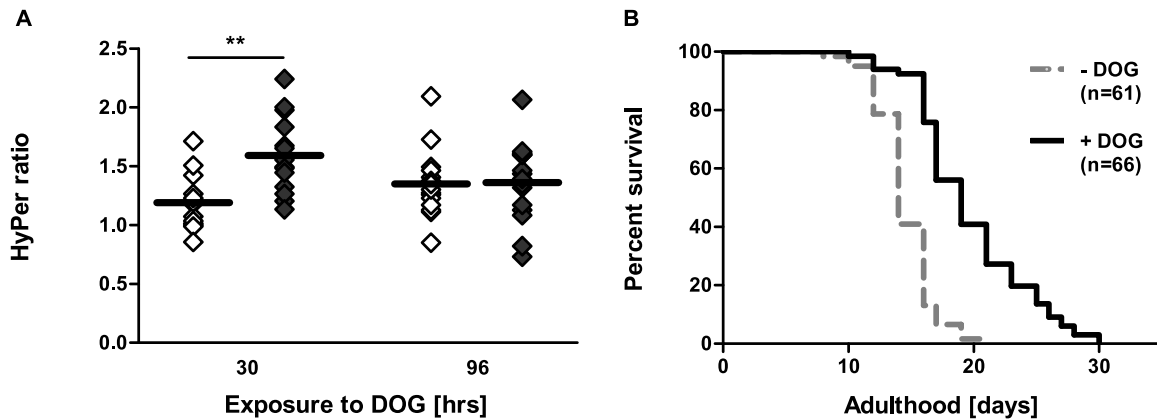 A
**
2.5
2.0
1.5
1.0
0.5
0.0
HyPer ratio
30
96
Exposure to DOG [hrs]
B
100
80
60
40
20
0
Percent survival
0
10
20
30
Adulthood [days]
- DOG
(n=61)
+ DOG
(n=66)